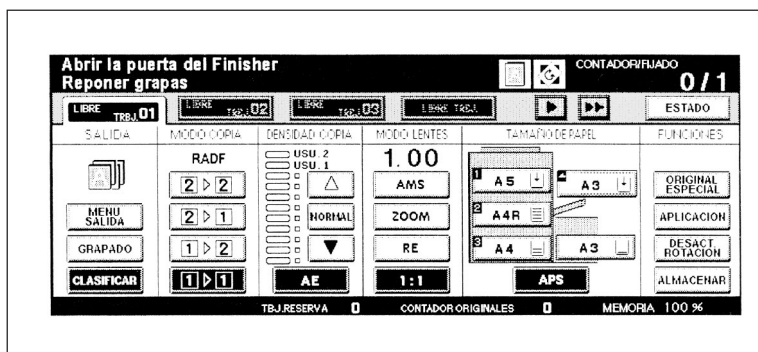 Abrir la puerta del Finisher
Reponer grapas
CONTADOR/FIJADO
0/1
LIBRE TRBJ. 01
LIBRE TRBJ. 02
LIBRE TRBJ. 03
LIBRE TRBJ.
ESTADO
SALIDA
MODO COPIA
DENSIDAD COPIA
MODO LENTES
TAMAÑO DE PAPEL
FUNCIONES
RADF
USU. 2
USU. 1
1.00
2 ▷ 2
AMS
1 A5
A3
ORIGINAL ESPECIAL
MENU SALIDA
2 ▷ 1
NORMAL
ZOOM
2 A4R
APLICACION
GRAPADO
1 ▷ 2
RE
3 A4
A3
DESACT. ROTACION
CLASIFICAR
1 ▷ 1
AE
1:1
APS
ALMACENAR
TBJ.RESERVA 0
CONTADOR ORIGINALES 0
MEMORIA 100 %